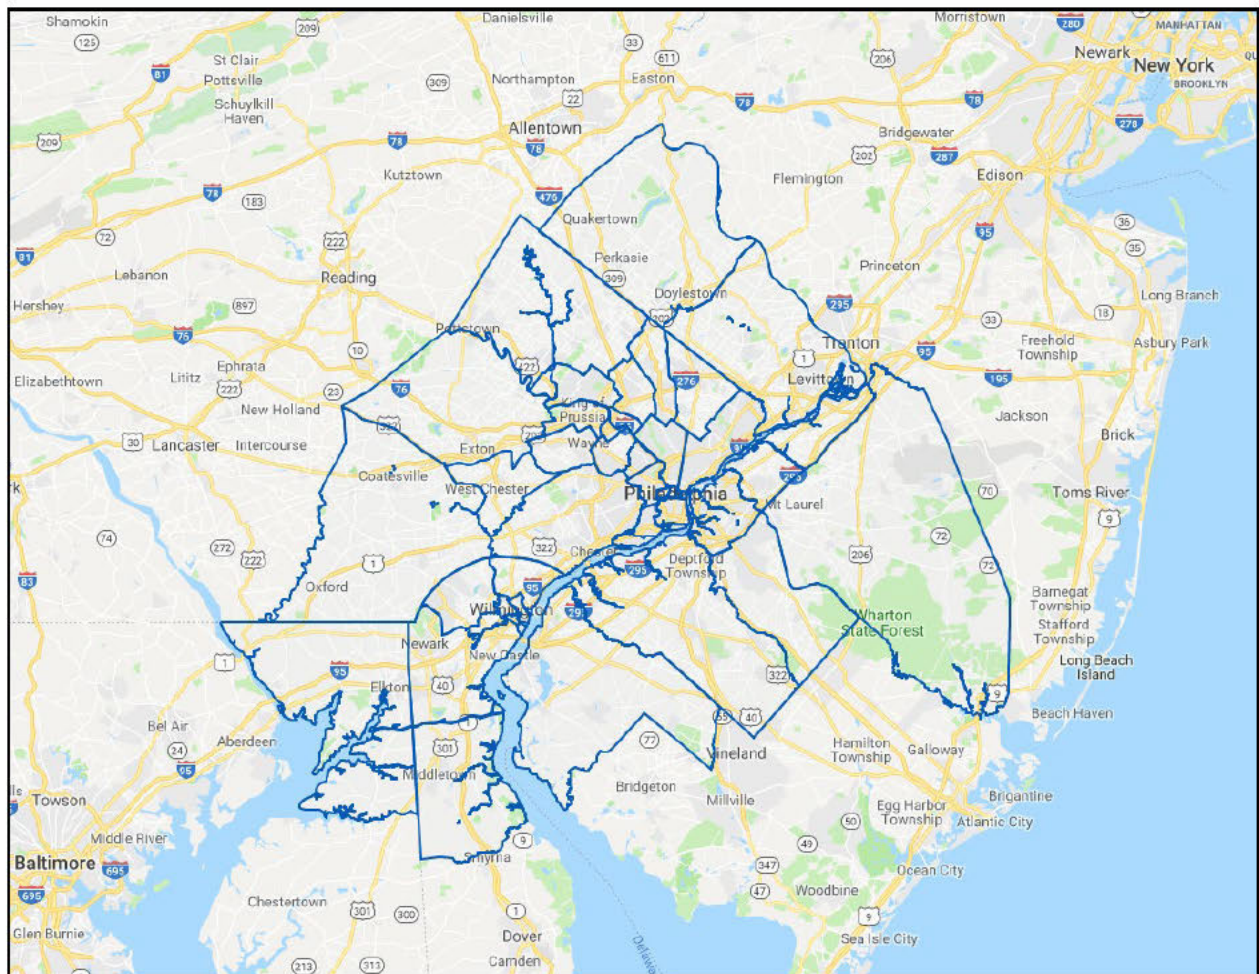 Shamokin
209
Danielsville
Morristown
280
MANHATTAN
125
33
611
206
Newark
New York
St Clair
81
Pottsville
Northampton
Easton
309
22
BROOKLYN
Schuylkill
Haven
78
78
209
Allentown
78
78
Bridgewater
278
202
287
Kutztown
Edison
78
Flemington
183
476
Quakertown
36
72
222
95
35
81
Perkasie
Lebanon
Reading
309
Princeton
Hershey
897
Doylestown
295
Long Branch
202
18
76
33
Pottstown
Trenton
Freehold
Township
Asbury Park
10
1
95
Ephrata
422
Elizabethtown
Lititz
222
23
76
276
Levittown
195
New Holland
King of
Prussia
Jackson
322
30
Lancaster
Intercourse
Exton
Wayne
Brick
95
Coatesville
West Chester
Philadelphia
70
Toms River
Mt Laurel
9
74
272
222
322
Chester
206
72
1
295
Deptford
Township
72
83
Oxford
95
Barnegat
Township
Wilmington
Wharton
State Forest
Stafford
Township
Newark
New Castle
1
95
322
Long Beach
Island
Elkton
40
9
Bel Air
1
55
40
Beach Haven
24
Aberdeen
301
77
Vineland
Hamilton
Township
Galloway
95
Middletown
Bridgeton
Towson
Millville
Brigantine
Egg Harbor
Township
Atlantic City
Middle River
9
50
Baltimore
695
Smyrna
49
347
Ocean City
695
Chestertown
47
Woodbine
301
300
1
9
Glen Burnie
Dover
Sea Isle City
213
313
Camden
Delaw